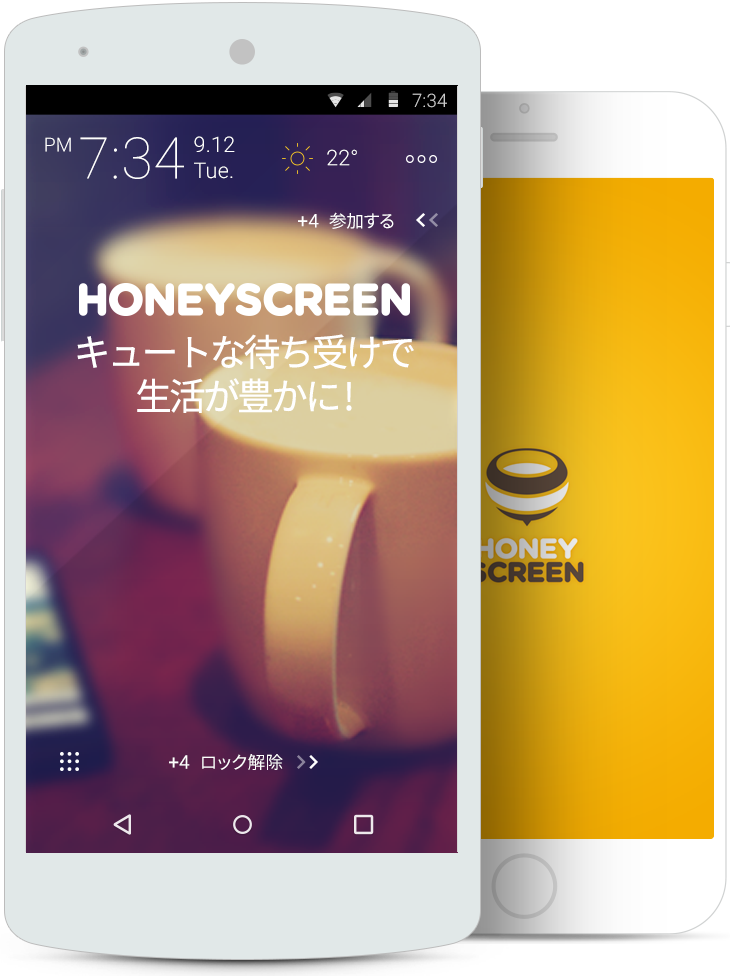 7:34
PM 7:34 9.12 Tue. 22°
+4 参加する
HONEYSCREEN
キュートな待ち受けで
生活が豊かに!
HONEY
SCREEN
+4 ロック解除